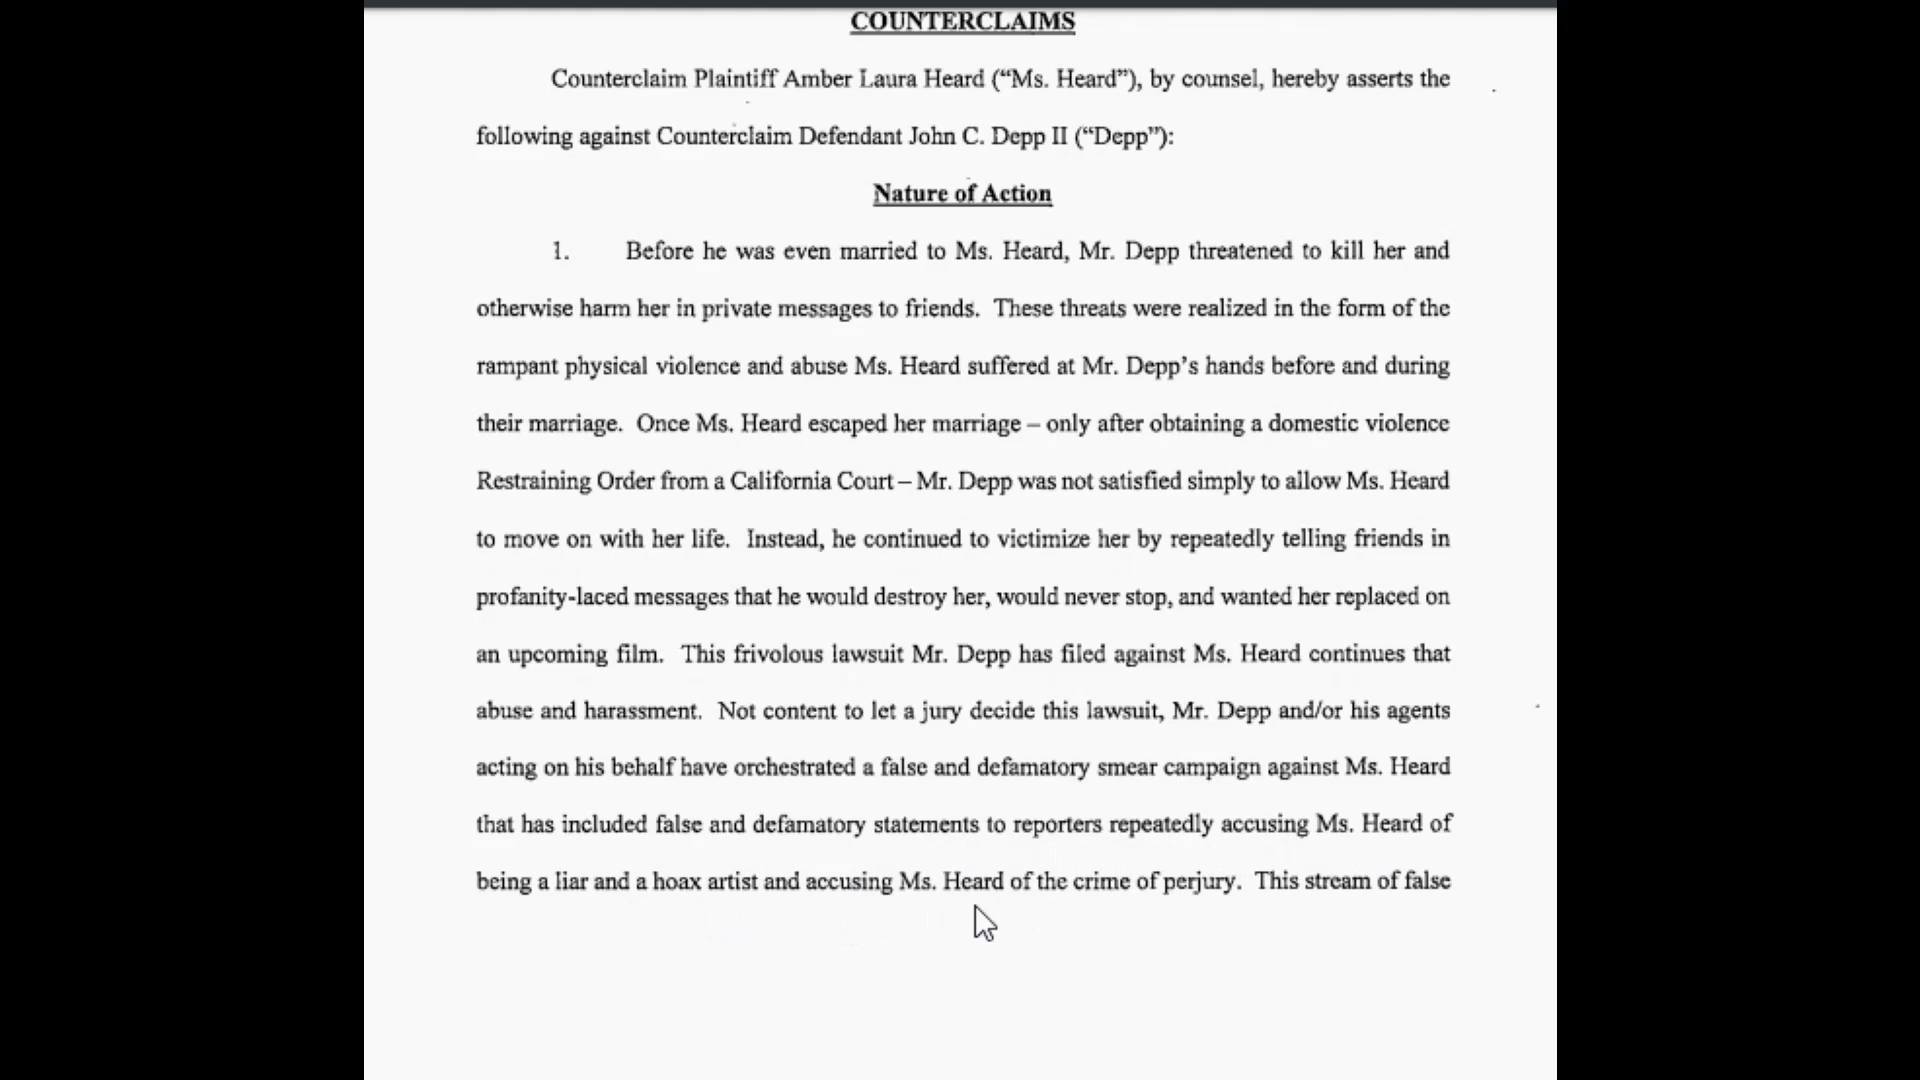 COUNTERCLAIMS
Counterclaim Plaintiff Amber Laura Heard (“Ms. Heard”), by counsel, hereby asserts the
following against Counterclaim Defendant John C. Depp II (“Depp”):
Nature of Action
1. Before he was even married to Ms. Heard, Mr. Depp threatened to kill her and
otherwise harm her in private messages to friends. These threats were realized in the form of the
rampant physical violence and abuse Ms. Heard suffered at Mr. Depp’s hands before and during
their marriage. Once Ms. Heard escaped her marriage – only after obtaining a domestic violence
Restraining Order from a California Court – Mr. Depp was not satisfied simply to allow Ms. Heard
to move on with her life. Instead, he continued to victimize her by repeatedly telling friends in
profanity-laced messages that he would destroy her, would never stop, and wanted her replaced on
an upcoming film. This frivolous lawsuit Mr. Depp has filed against Ms. Heard continues that
abuse and harassment. Not content to let a jury decide this lawsuit, Mr. Depp and/or his agents
acting on his behalf have orchestrated a false and defamatory smear campaign against Ms. Heard
that has included false and defamatory statements to reporters repeatedly accusing Ms. Heard of
being a liar and a hoax artist and accusing Ms. Heard of the crime of perjury. This stream of false